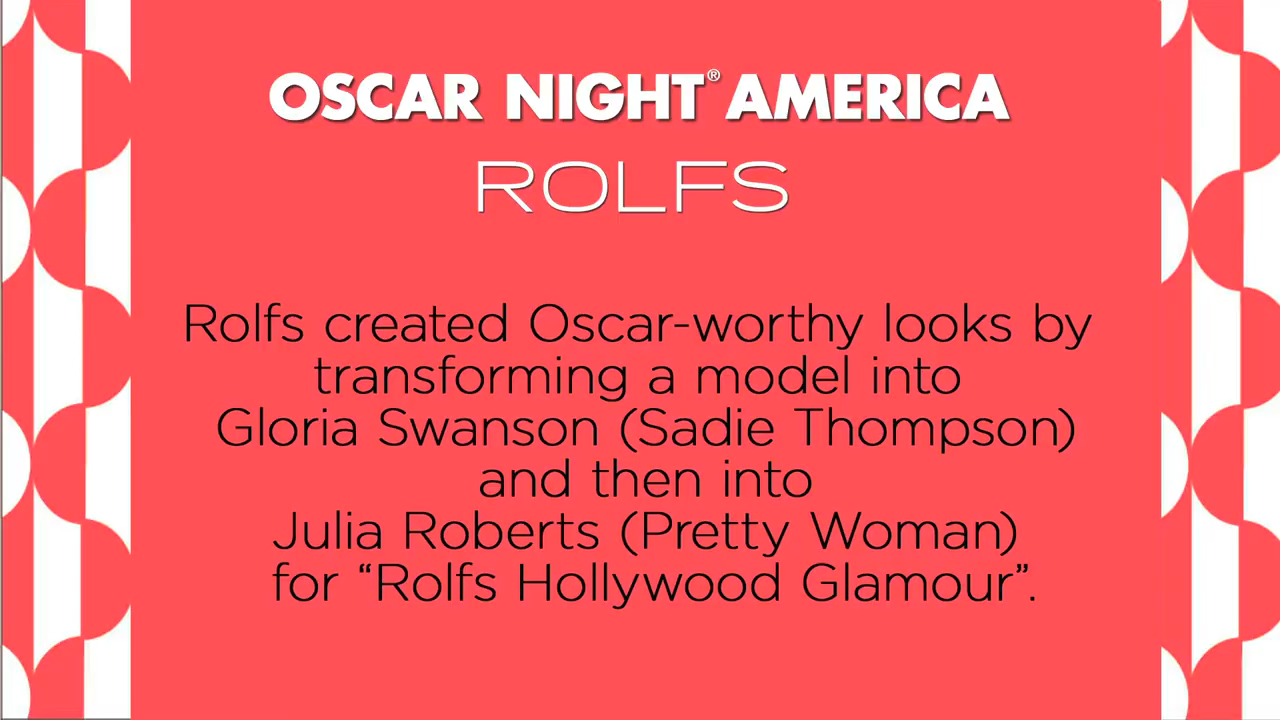 OSCAR NIGHT® AMERICA
ROLFS
Rolfs created Oscar-worthy looks by
transforming a model into
Gloria Swanson (Sadie Thompson)
and then into
Julia Roberts (Pretty Woman)
for “Rolfs Hollywood Glamour”.